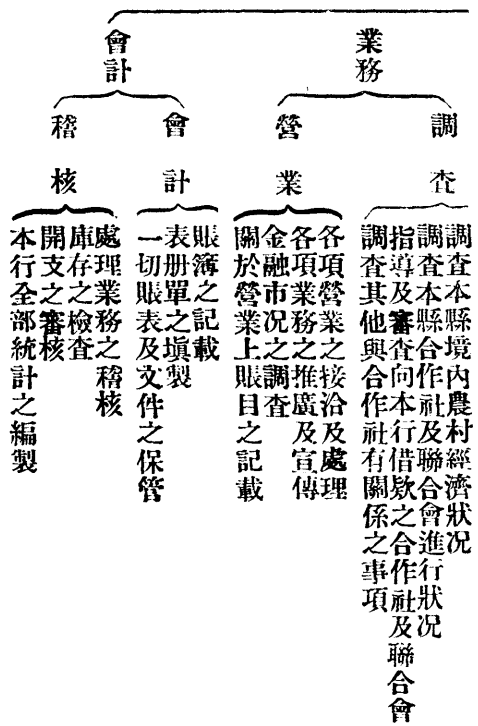 業務
調查
調查本縣境內農村經濟狀况
調查本縣合作社及聯合會進行狀况
指導及審查向本行借欵之合作社及聯合會
調查其他與合作社有關係之事項
營業
各項營業之接洽及處理
各項業務之推廣及宣傳
金融市况之調查
關於營業上賬目之記載
會計
會計
賬簿之記載
表册單之塡製
一切賬表及文件之保管
稽核
處理業務之稽核
庫存之檢查
開支之審核
本行全部統計之編製